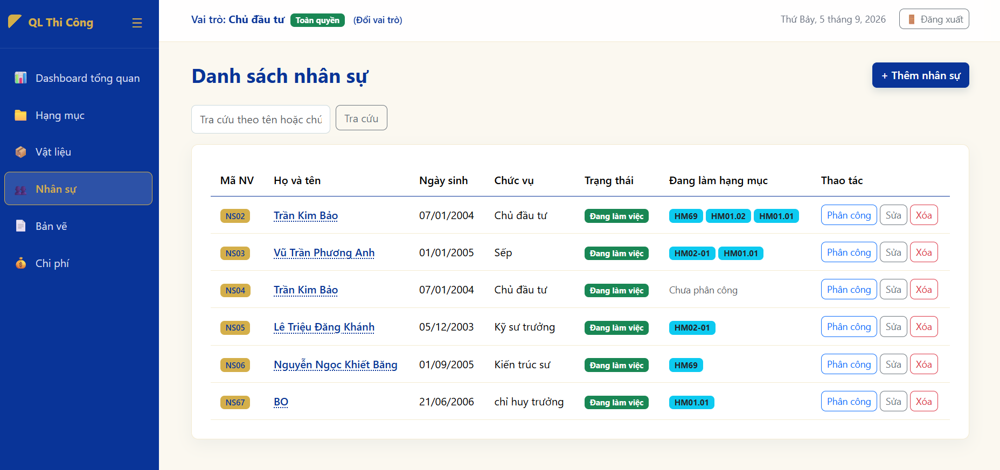 QL Thi Công
Vai trò: Chủ đầu tư Toàn quyền (Đổi vai trò)
Thứ Bảy, 5 tháng 9, 2026
Đăng xuất
Dashboard tổng quan
Hạng mục
Vật liệu
Nhân sự
Bản vẽ
Chi phí
Danh sách nhân sự
+ Thêm nhân sự
Tra cứu theo tên hoặc chứ
Tra cứu
Mã NV Họ và tên Ngày sinh Chức vụ Trạng thái Đang làm hạng mục Thao tác
NS02 Trần Kim Bảo 07/01/2004 Chủ đầu tư Đang làm việc HM69 HM01.02 HM01.01 Phân công Sửa Xóa
NS03 Vũ Trần Phương Anh 01/01/2005 Sếp Đang làm việc HM02-01 HM01.01 Phân công Sửa Xóa
NS04 Trần Kim Bảo 07/01/2004 Chủ đầu tư Đang làm việc Chưa phân công Phân công Sửa Xóa
NS05 Lê Triệu Đăng Khánh 05/12/2003 Kỹ sư trưởng Đang làm việc HM02-01 Phân công Sửa Xóa
NS06 Nguyễn Ngọc Khiết Băng 01/09/2005 Kiến trúc sư Đang làm việc HM69 Phân công Sửa Xóa
NS67 BO 21/06/2006 chỉ huy trưởng Đang làm việc HM01.01 Phân công Sửa Xóa